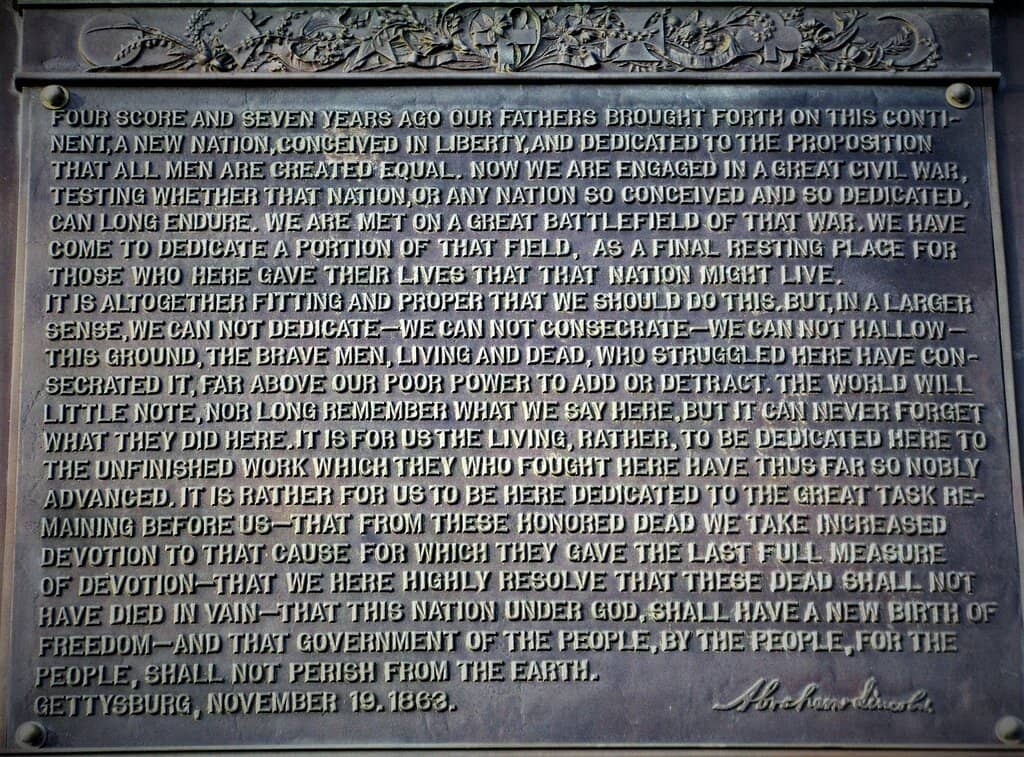 FOUR SCORE AND SEVEN YEARS AGO OUR FATHERS BROUGHT FORTH ON THIS CONTI-
NENT, A NEW NATION, CONCEIVED IN LIBERTY, AND DEDICATED TO THE PROPOSITION
THAT ALL MEN ARE CREATED EQUAL. NOW WE ARE ENGAGED IN A GREAT CIVIL WAR,
TESTING WHETHER THAT NATION, OR ANY NATION SO CONCEIVED AND SO DEDICATED,
CAN LONG ENDURE. WE ARE MET ON A GREAT BATTLEFIELD OF THAT WAR. WE HAVE
COME TO DEDICATE A PORTION OF THAT FIELD, AS A FINAL RESTING PLACE FOR
THOSE WHO HERE GAVE THEIR LIVES THAT THAT NATION MIGHT LIVE.
IT IS ALTOGETHER FITTING AND PROPER THAT WE SHOULD DO THIS. BUT, IN A LARGER
SENSE, WE CAN NOT DEDICATE—WE CAN NOT CONSECRATE—WE CAN NOT HALLOW—
THIS GROUND, THE BRAVE MEN, LIVING AND DEAD, WHO STRUGGLED HERE HAVE CON-
SECRATED IT, FAR ABOVE OUR POOR POWER TO ADD OR DETRACT. THE WORLD WILL
LITTLE NOTE, NOR LONG REMEMBER WHAT WE SAY HERE, BUT IT CAN NEVER FORGET
WHAT THEY DID HERE. IT IS FOR US THE LIVING, RATHER, TO BE DEDICATED HERE TO
THE UNFINISHED WORK WHICH THEY WHO FOUGHT HERE HAVE THUS FAR SO NOBLY
ADVANCED. IT IS RATHER FOR US TO BE HERE DEDICATED TO THE GREAT TASK RE-
MAINING BEFORE US—THAT FROM THESE HONORED DEAD WE TAKE INCREASED
DEVOTION TO THAT CAUSE FOR WHICH THEY GAVE THE LAST FULL MEASURE
OF DEVOTION—THAT WE HERE HIGHLY RESOLVE THAT THESE DEAD SHALL NOT
HAVE DIED IN VAIN—THAT THIS NATION UNDER GOD, SHALL HAVE A NEW BIRTH OF
FREEDOM—AND THAT GOVERNMENT OF THE PEOPLE, BY THE PEOPLE, FOR THE
PEOPLE, SHALL NOT PERISH FROM THE EARTH.
GETTYSBURG, NOVEMBER 19. 1863.
Abraham Lincoln.